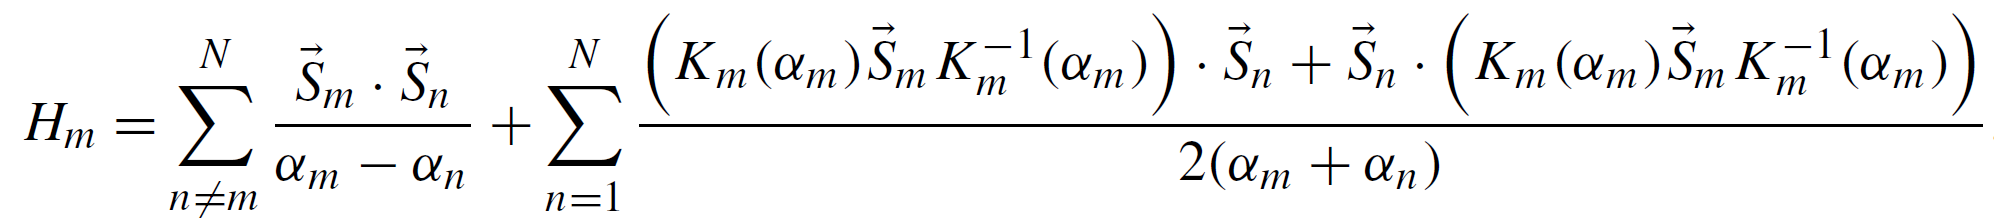 H_m = \sum_{n \neq m}^{N} \frac{\vec{S}_m \cdot \vec{S}_n}{\alpha_m - \alpha_n} + \sum_{n=1}^{N} \frac{\left( K_m(\alpha_m) \vec{S}_m K_m^{-1}(\alpha_m) \right) \cdot \vec{S}_n + \vec{S}_n \cdot \left( K_m(\alpha_m) \vec{S}_m K_m^{-1}(\alpha_m) \right)}{2(\alpha_m + \alpha_n)}